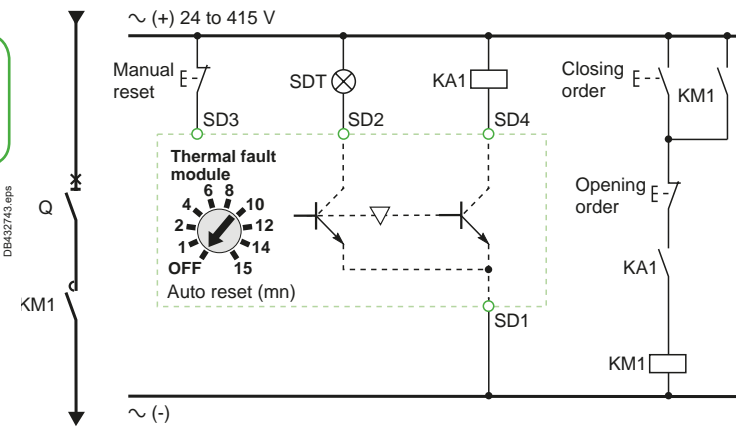 ∼ (+) 24 to 415 V
Manual
reset
SDT
KA1
Closing
order
KM1
SD3
SD2
SD4
Thermal fault
module
6 8
4 10
2 12
1 14
OFF 15
Auto reset (mn)
Opening
order
KA1
SD1
KM1
∼ (-)
Q
KM1
DB432743.eps